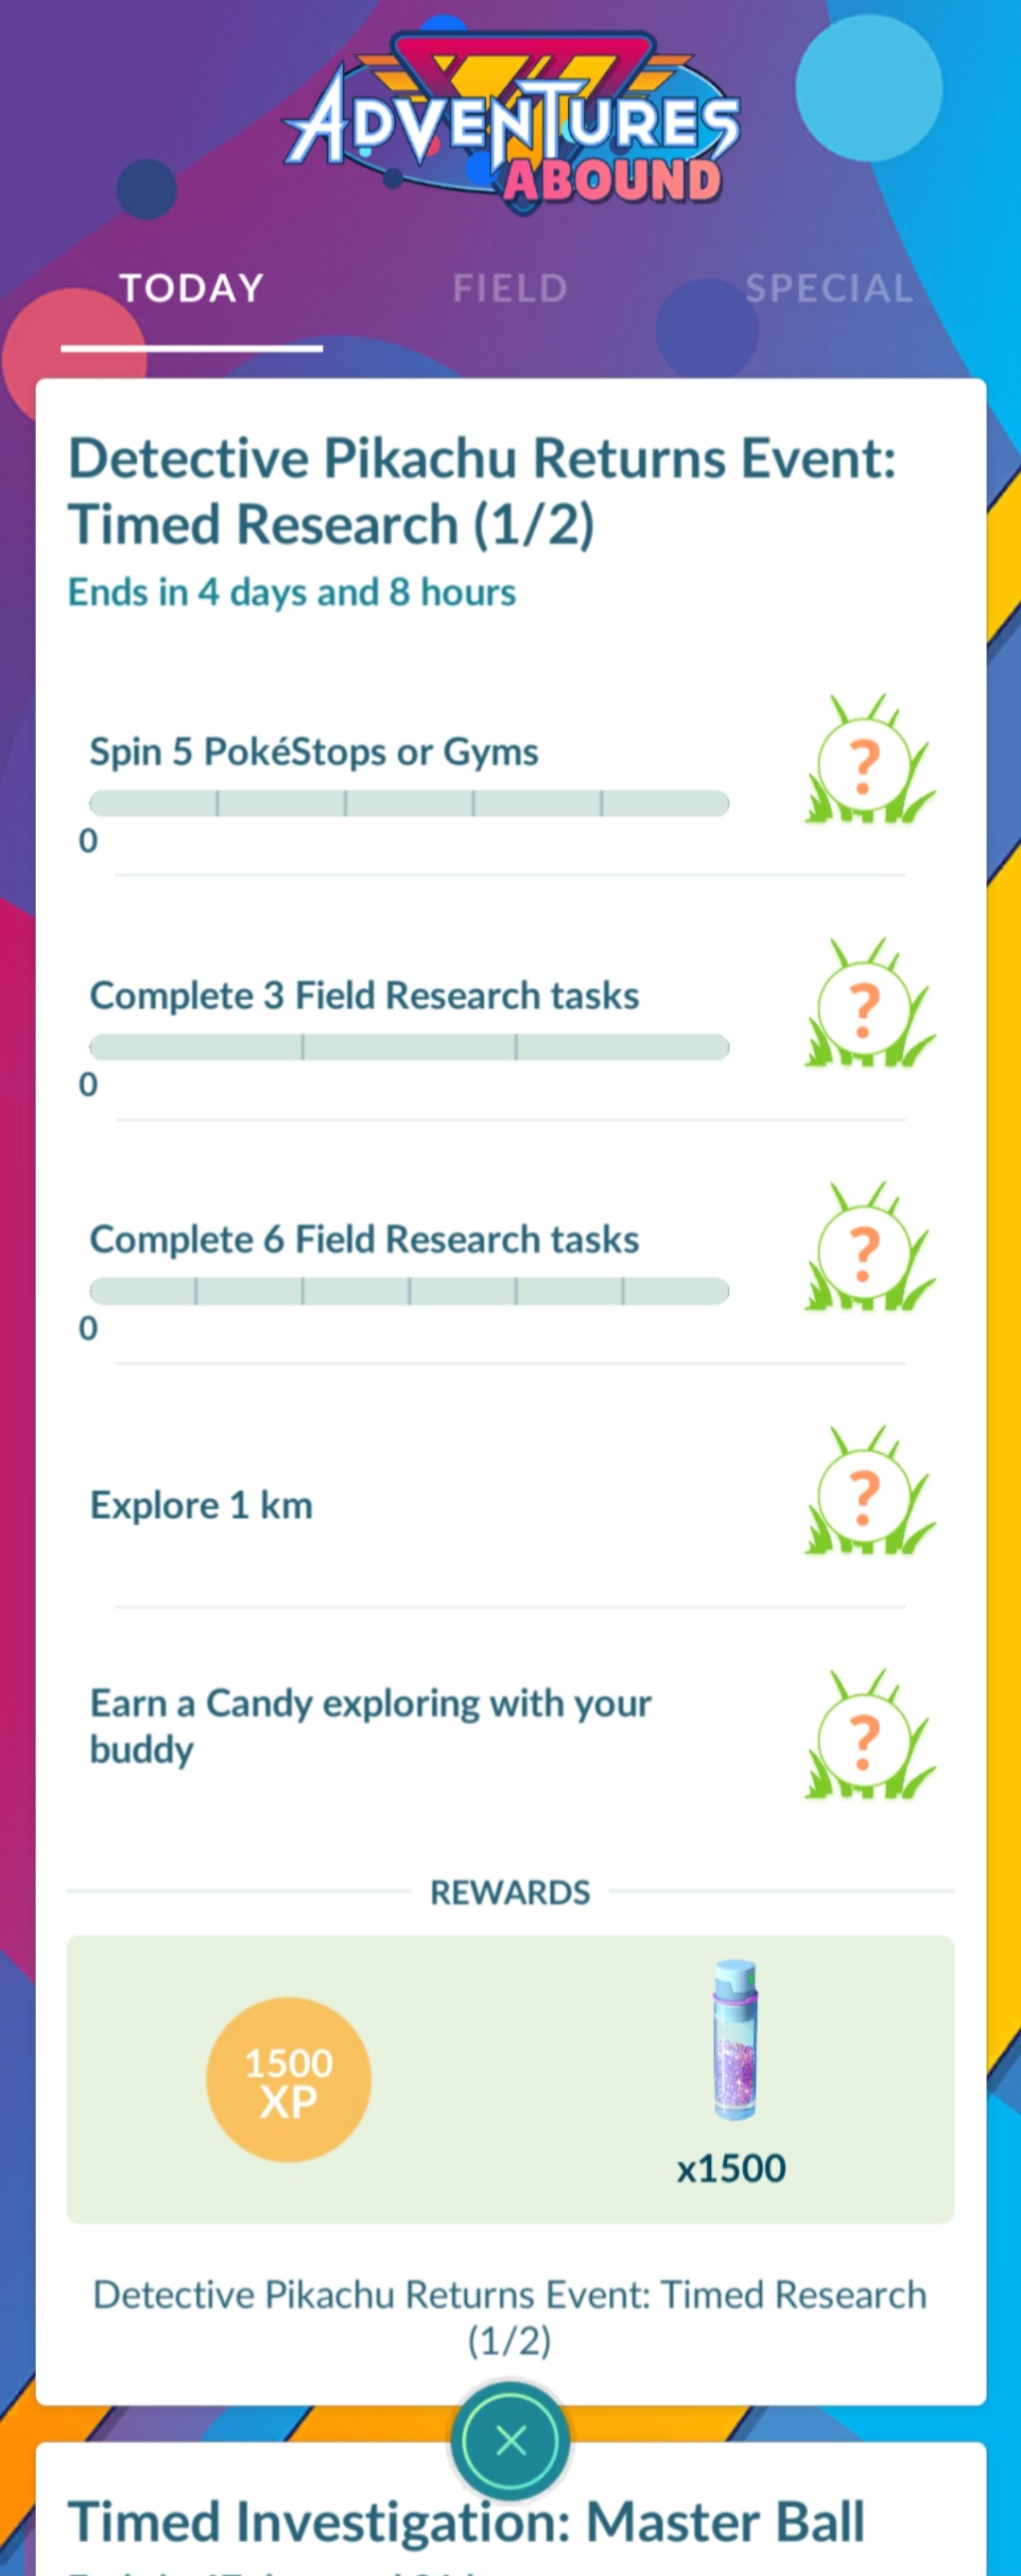 ADVENTURES
ABOUND
TODAY FIELD SPECIAL
Detective Pikachu Returns Event:
Timed Research (1/2)
Ends in 4 days and 8 hours
Spin 5 PokéStops or Gyms
?
0
Complete 3 Field Research tasks
?
0
Complete 6 Field Research tasks
?
0
Explore 1 km
?
Earn a Candy exploring with your
buddy
?
REWARDS
1500
XP
x1500
Detective Pikachu Returns Event: Timed Research
(1/2)
Timed Investigation: Master Ball